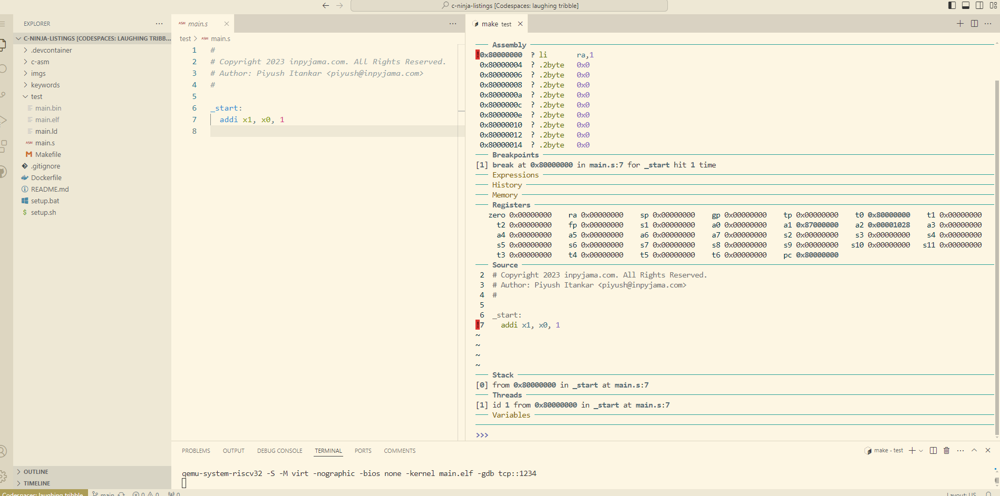 c-ninja-listings [Codespaces: laughing tribble]
EXPLORER
C-NINJA-LISTINGS [CODESPACES: LAUGHING TRIBB...
.devcontainer
c-asm
imgs
keywords
test
main.bin
main.elf
main.ld
ASM main.s
M Makefile
.gitignore
Dockerfile
README.md
setup.bat
$ setup.sh
OUTLINE
TIMELINE
ASM main.s
test > ASM main.s
1 #
2 # Copyright 2023 inpyjama.com. All Rights Reserved.
3 # Author: Piyush Itankar <piyush@inpyjama.com>
4 #
5
6 _start:
7 addi x1, x0, 1
8
make test
Assembly
!0x80000000 ? li ra,1
0x80000004 ? .2byte 0x0
0x80000006 ? .2byte 0x0
0x80000008 ? .2byte 0x0
0x8000000a ? .2byte 0x0
0x8000000c ? .2byte 0x0
0x8000000e ? .2byte 0x0
0x80000010 ? .2byte 0x0
0x80000012 ? .2byte 0x0
0x80000014 ? .2byte 0x0
Breakpoints
[1] break at 0x80000000 in main.s:7 for _start hit 1 time
Expressions
History
Memory
Registers
zero 0x00000000 ra 0x00000000 sp 0x00000000 gp 0x00000000 tp 0x00000000 t0 0x80000000 t1 0x00000000
t2 0x00000000 fp 0x00000000 s1 0x00000000 a0 0x00000000 a1 0x87000000 a2 0x00001028 a3 0x00000000
a4 0x00000000 a5 0x00000000 a6 0x00000000 a7 0x00000000 s2 0x00000000 s3 0x00000000 s4 0x00000000
s5 0x00000000 s6 0x00000000 s7 0x00000000 s8 0x00000000 s9 0x00000000 s10 0x00000000 s11 0x00000000
t3 0x00000000 t4 0x00000000 t5 0x00000000 t6 0x00000000 pc 0x80000000
Source
2 # Copyright 2023 inpyjama.com. All Rights Reserved.
3 # Author: Piyush Itankar <piyush@inpyjama.com>
4 #
5
6 _start:
!7 addi x1, x0, 1
~
~
~
~
Stack
[0] from 0x80000000 in _start at main.s:7
Threads
[1] id 1 from 0x80000000 in _start at main.s:7
Variables
>>>
PROBLEMS OUTPUT DEBUG CONSOLE TERMINAL PORTS COMMENTS
make - test
qemu-system-riscv32 -S -M virt -nographic -bios none -kernel main.elf -gdb tcp::1234
Codespaces: laughing tribble main 0 0 0 Layout: US